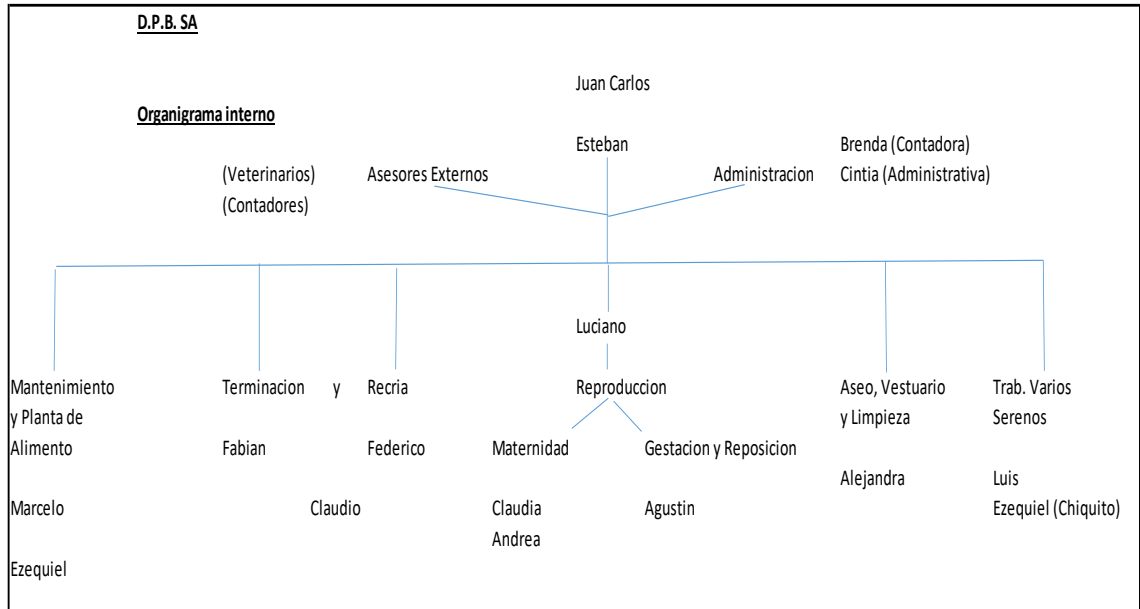 D.P.B. SA
Juan Carlos
Organigrama interno
Esteban
Brenda (Contadora)
(Veterinarios)
Asesores Externos
Administracion
Cintia (Administrativa)
(Contadores)
Luciano
Mantenimiento
y Planta de
Alimento
Marcelo
Ezequiel
Terminacion y Recria
Fabian
Federico
Claudio
Reproduccion
Maternidad
Claudia
Andrea
Gestacion y Reposicion
Agustin
Aseo, Vestuario
y Limpieza
Alejandra
Trab. Varios
Serenos
Luis
Ezequiel (Chiquito)